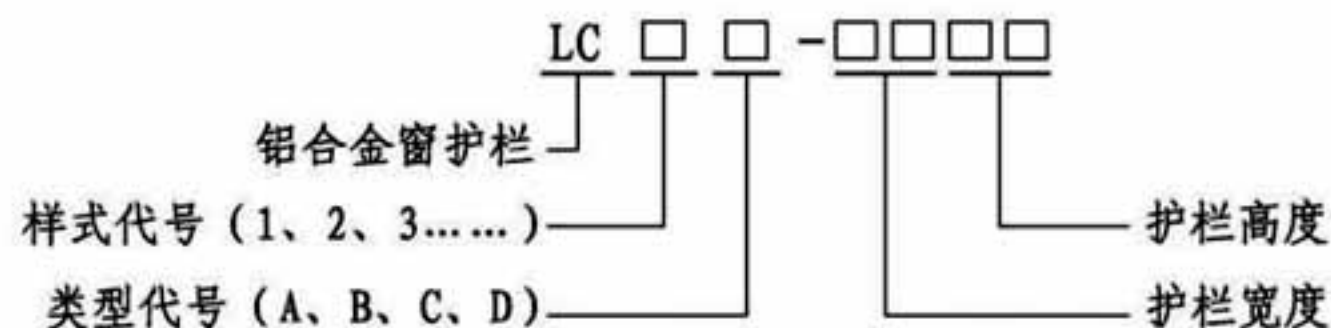 LC □ □ -□□□□
铝合金窗护栏
样式代号（1、2、3……） 护栏高度
类型代号（A、B、C、D） 护栏宽度